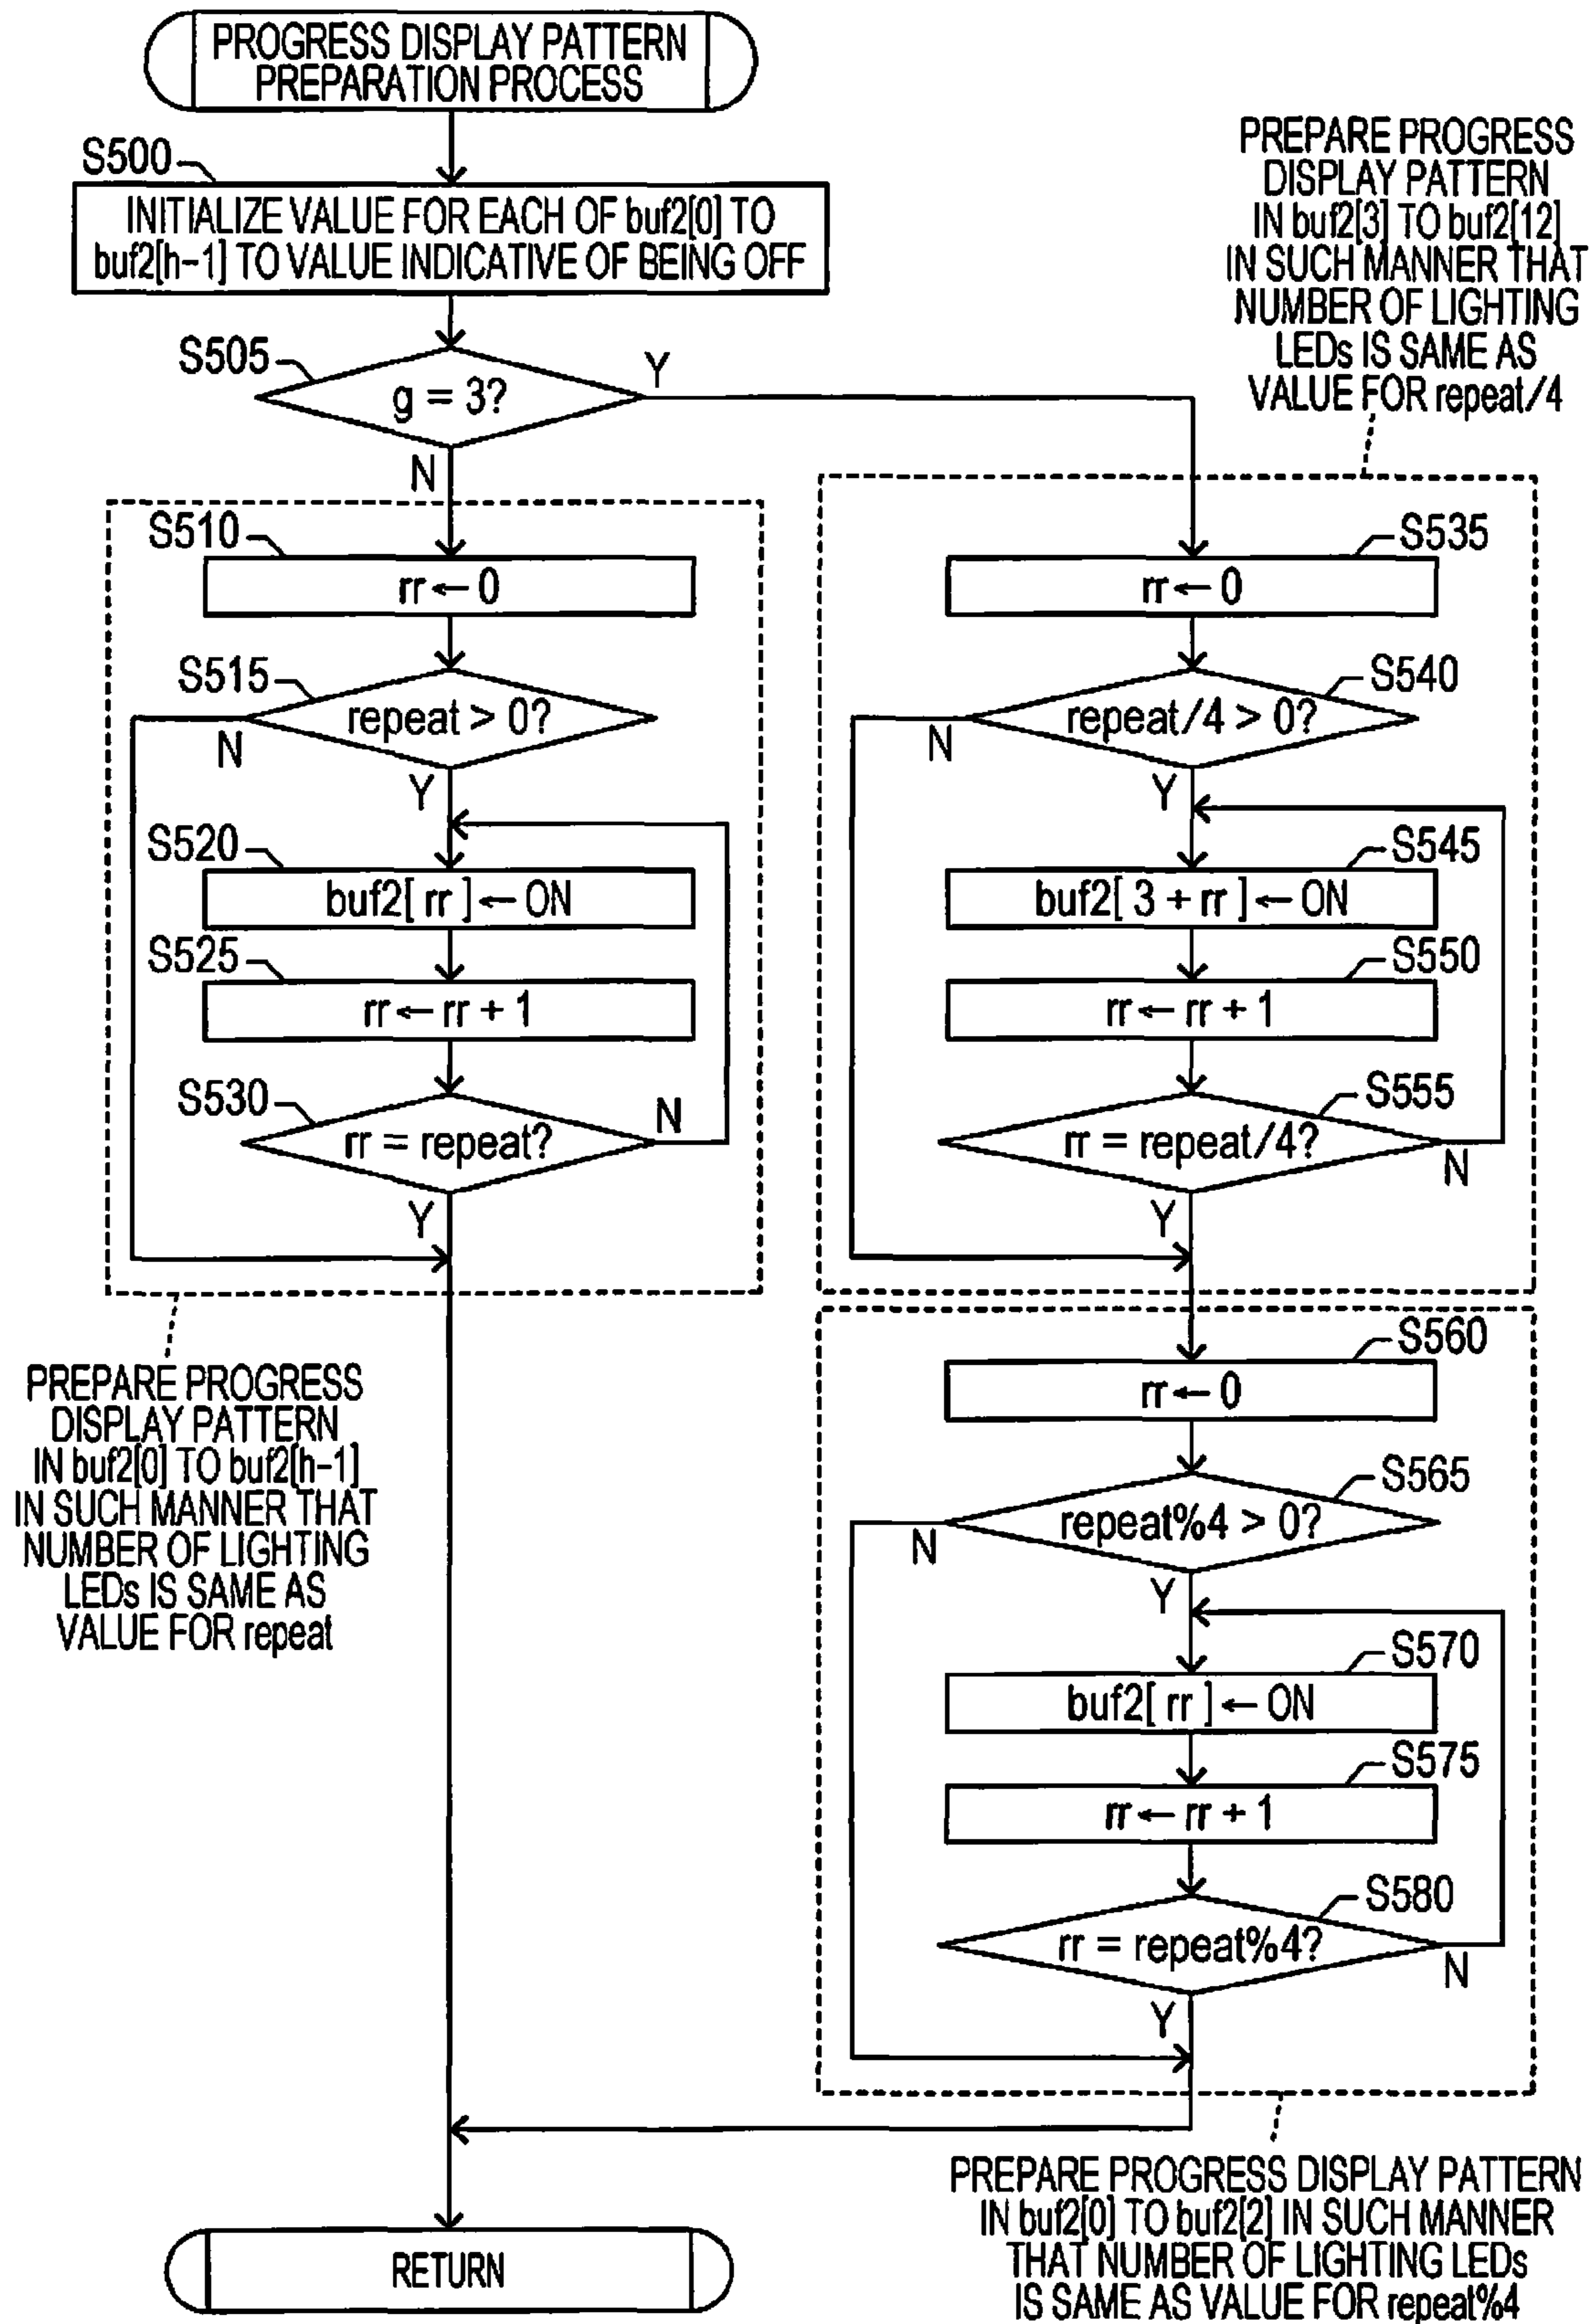 PROGRESS DISPLAY PATTERN
PREPARATION PROCESS
S500
INITIALIZE VALUE FOR EACH OF buf2[0] TO
buf2[h-1] TO VALUE INDICATIVE OF BEING OFF
S505
g = 3?
Y
N
PREPARE PROGRESS
DISPLAY PATTERN
IN buf2[3] TO buf2[12]
IN SUCH MANNER THAT
NUMBER OF LIGHTING
LEDs IS SAME AS
VALUE FOR repeat/4
S510
rr ← 0
S515
repeat > 0?
N
Y
S520
buf2[ rr ] ← ON
S525
rr ← rr + 1
S530
rr = repeat?
N
Y
PREPARE PROGRESS
DISPLAY PATTERN
IN buf2[0] TO buf2[h-1]
IN SUCH MANNER THAT
NUMBER OF LIGHTING
LEDs IS SAME AS
VALUE FOR repeat
S535
rr ← 0
S540
repeat/4 > 0?
N
Y
S545
buf2[ 3 + rr ] ← ON
S550
rr ← rr + 1
S555
rr = repeat/4?
N
Y
S560
rr ← 0
S565
repeat%4 > 0?
N
Y
S570
buf2[ rr ] ← ON
S575
rr ← rr + 1
S580
rr = repeat%4?
N
Y
PREPARE PROGRESS DISPLAY PATTERN
IN buf2[0] TO buf2[2] IN SUCH MANNER
THAT NUMBER OF LIGHTING LEDs
IS SAME AS VALUE FOR repeat%4
RETURN